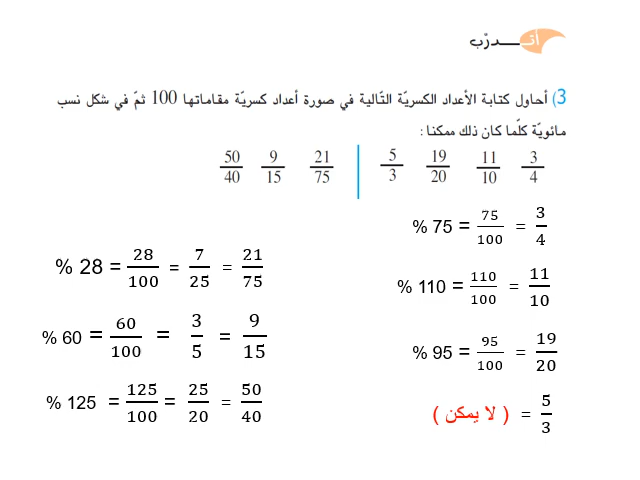 أتـــدرّب
3) أحاول كتابة الأعداد الكسريّة التّالية في صورة أعداد كسريّة مقاماتها 100 ثمّ في شكل نسب
مائويّة كلّما كان ذلك ممكنا :
3/4 11/10 19/20 5/3 | 21/75 9/15 50/40
3/4 = 75/100 = 75 %
11/10 = 110/100 = 110 %
19/20 = 95/100 = 95 %
5/3 = ( لا يمكن )
21/75 = 7/25 = 28/100 = 28 %
9/15 = 3/5 = 60/100 = 60 %
50/40 = 25/20 = 125/100 = 125 %